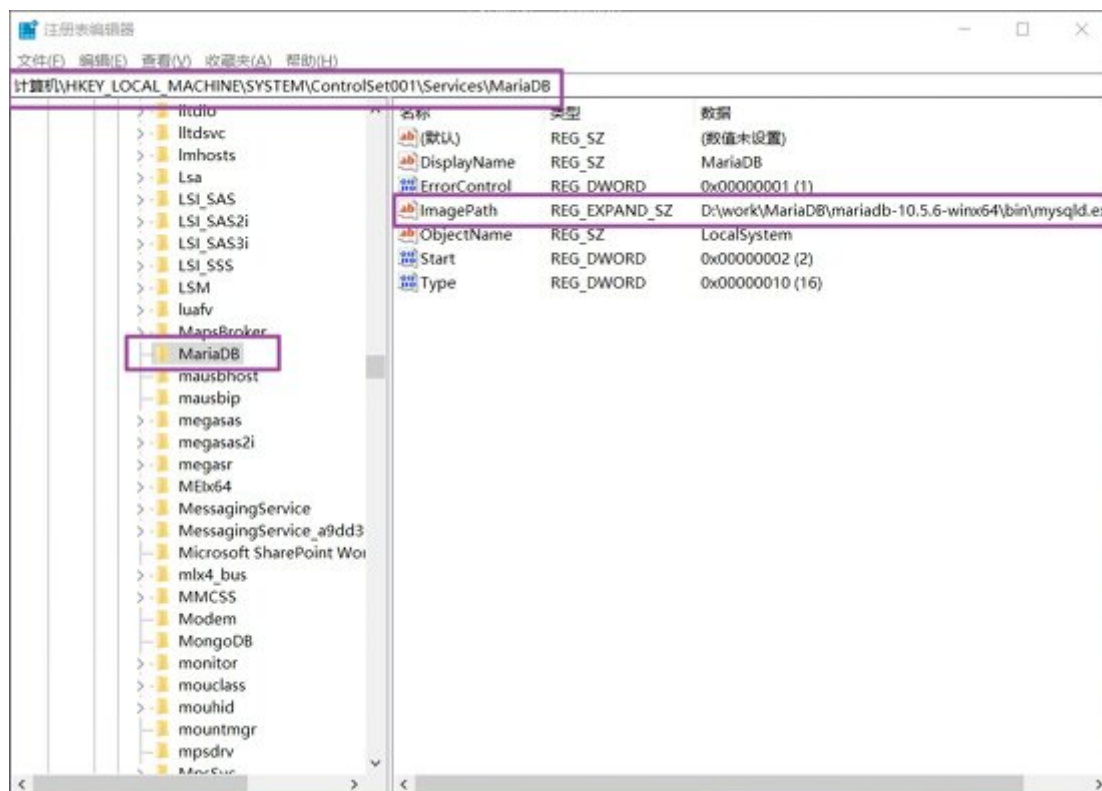 注册表编辑器
文件(F) 编辑(E) 查看(V) 收藏夹(A) 帮助(H)
计算机\HKEY_LOCAL_MACHINE\SYSTEM\ControlSet001\Services\MariaDB
lltdio
lltdsvc
lmhosts
Lsa
LSI_SAS
LSI_SAS2i
LSI_SAS3i
LSI_SSS
LSM
luafv
MapsBroker
MariaDB
mausbhost
mausbip
megasas
megasas2i
megasr
MEIx64
MessagingService
MessagingService_a9dd3
Microsoft SharePoint Wor
mlx4_bus
MMCSS
Modem
MongoDB
monitor
mouclass
mouhid
mountmgr
mpsdrv
MpsSvc
名称 类型 数据
(默认) REG_SZ (数值未设置)
DisplayName REG_SZ MariaDB
ErrorControl REG_DWORD 0x00000001 (1)
ImagePath REG_EXPAND_SZ D:\work\MariaDB\mariadb-10.5.6-winx64\bin\mysqld.ex
ObjectName REG_SZ LocalSystem
Start REG_DWORD 0x00000002 (2)
Type REG_DWORD 0x00000010 (16)